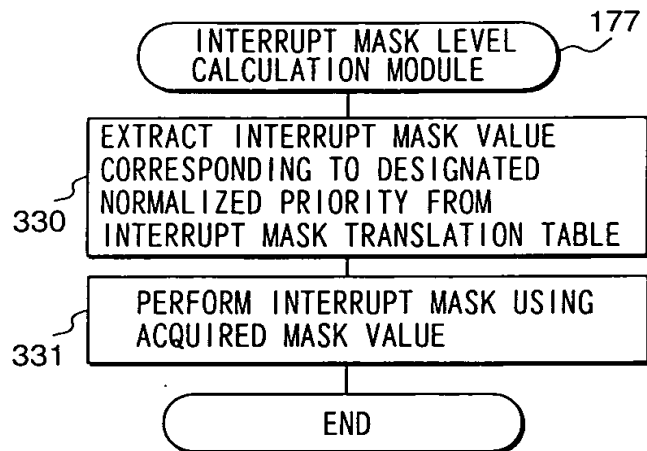 177
INTERRUPT MASK LEVEL
CALCULATION MODULE
EXTRACT INTERRUPT MASK VALUE
CORRESPONDING TO DESIGNATED
NORMALIZED PRIORITY FROM
INTERRUPT MASK TRANSLATION TABLE
330
PERFORM INTERRUPT MASK USING
ACQUIRED MASK VALUE
331
END